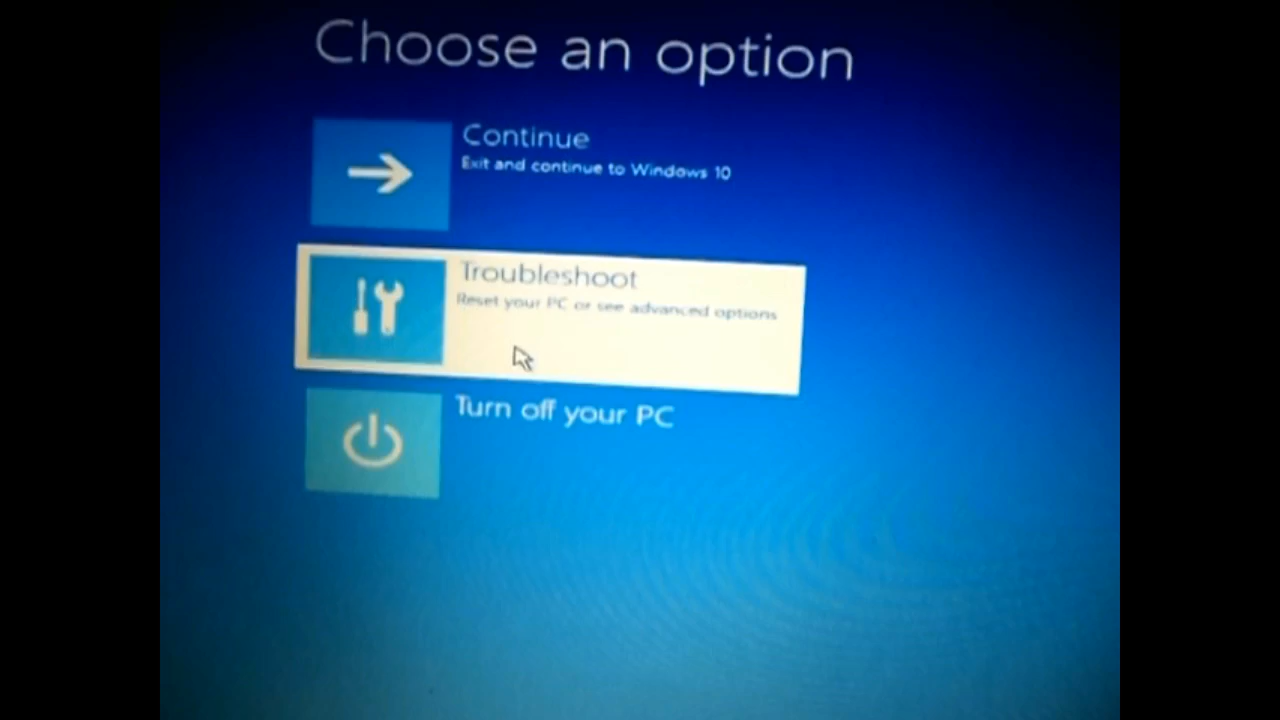 Choose an option
Continue
Exit and continue to Windows 10
Troubleshoot
Reset your PC or see advanced options
Turn off your PC